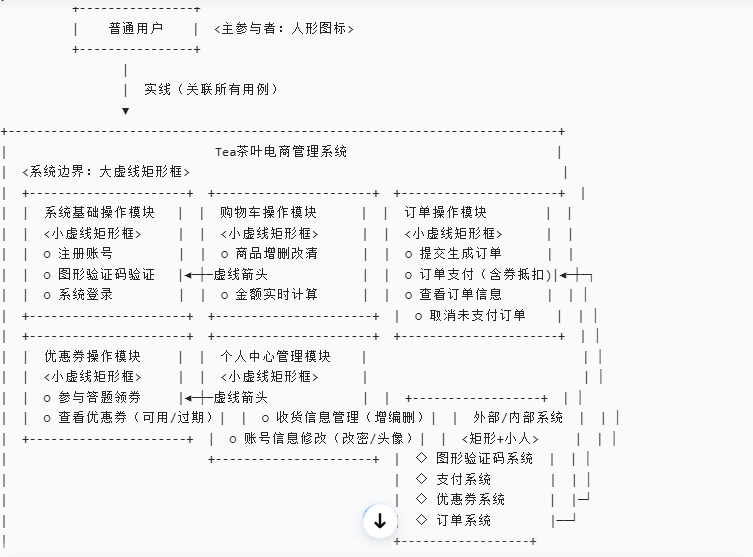 普通用户 <主参与者: 人形图标>
实线（关联所有用例）
Tea茶叶电商管理系统
<系统边界: 大虚线矩形框>
系统基础操作模块 购物车操作模块 订单操作模块
<小虚线矩形框> <小虚线矩形框> <小虚线矩形框>
o 注册账号 o 商品增删改清 o 提交生成订单
o 图形验证码验证 虚线箭头 o 订单支付（含券抵扣)
o 系统登录 o 金额实时计算 o 查看订单信息
o 取消未支付订单
优惠券操作模块 个人中心管理模块
<小虚线矩形框> <小虚线矩形框>
o 参与答题领券 虚线箭头
o 查看优惠券（可用/过期） o 收货信息管理（增编删） 外部/内部系统
o 账号信息修改（改密/头像） <矩形+小人>
◇ 图形验证码系统
◇ 支付系统
◇ 优惠券系统
◇ 订单系统